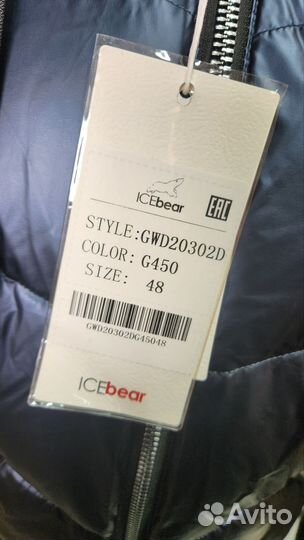 ICEbear
EAC
STYLE:GWD20302D
COLOR: G450
SIZE: 48
GWD20302DG45048
ICEbear
Avito